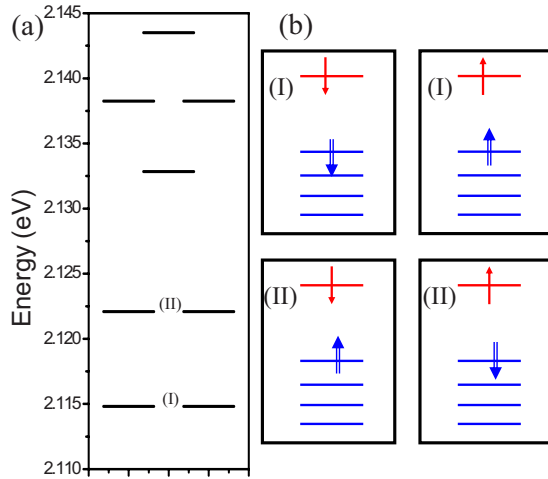 (a)
(b)
2.145
2.140
2.135
2.130
2.125
2.120
2.115
2.110
Energy (eV)
(II)
(I)
(I)
(I)
(II)
(II)